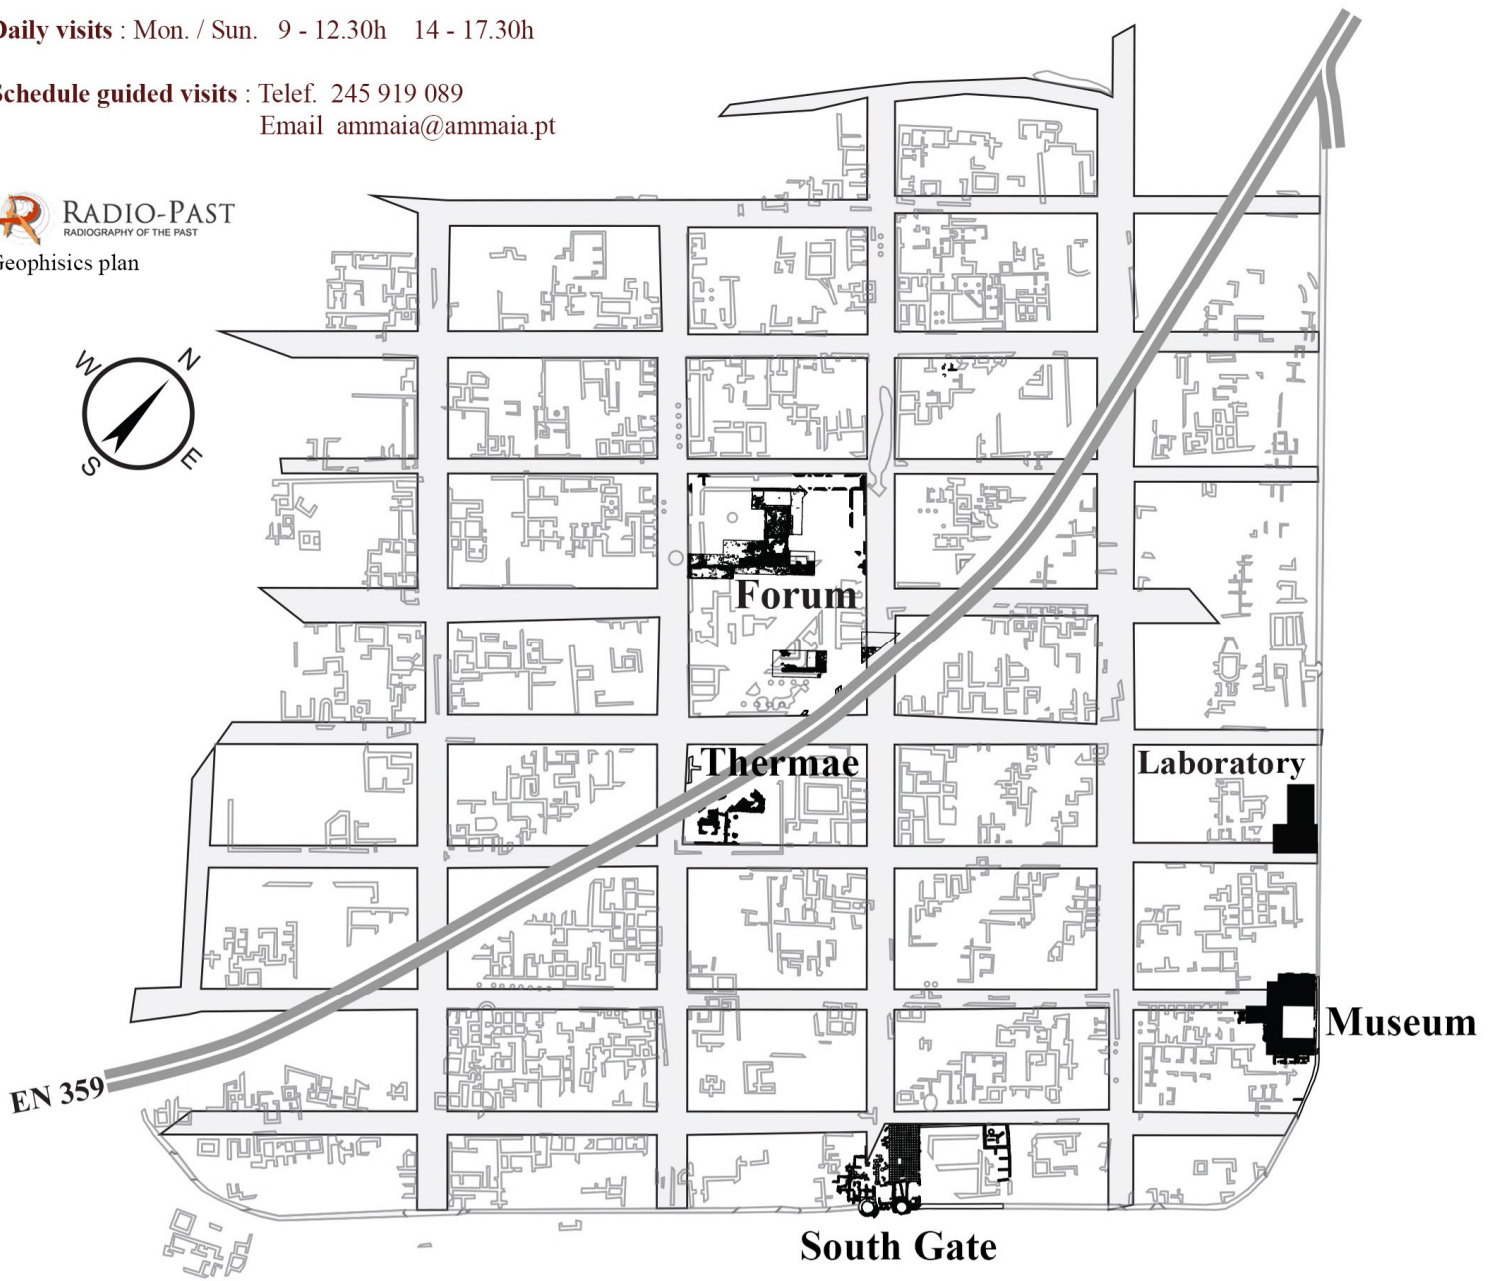 Daily visits : Mon. / Sun. 9 - 12.30h 14 - 17.30h
Schedule guided visits : Telef. 245 919 089
Email ammaia@ammaia.pt
RADIO-PAST
RADIOGRAPHY OF THE PAST
Geophisics plan
W
N
S
E
Forum
Thermae
Laboratory
Museum
EN 359
South Gate